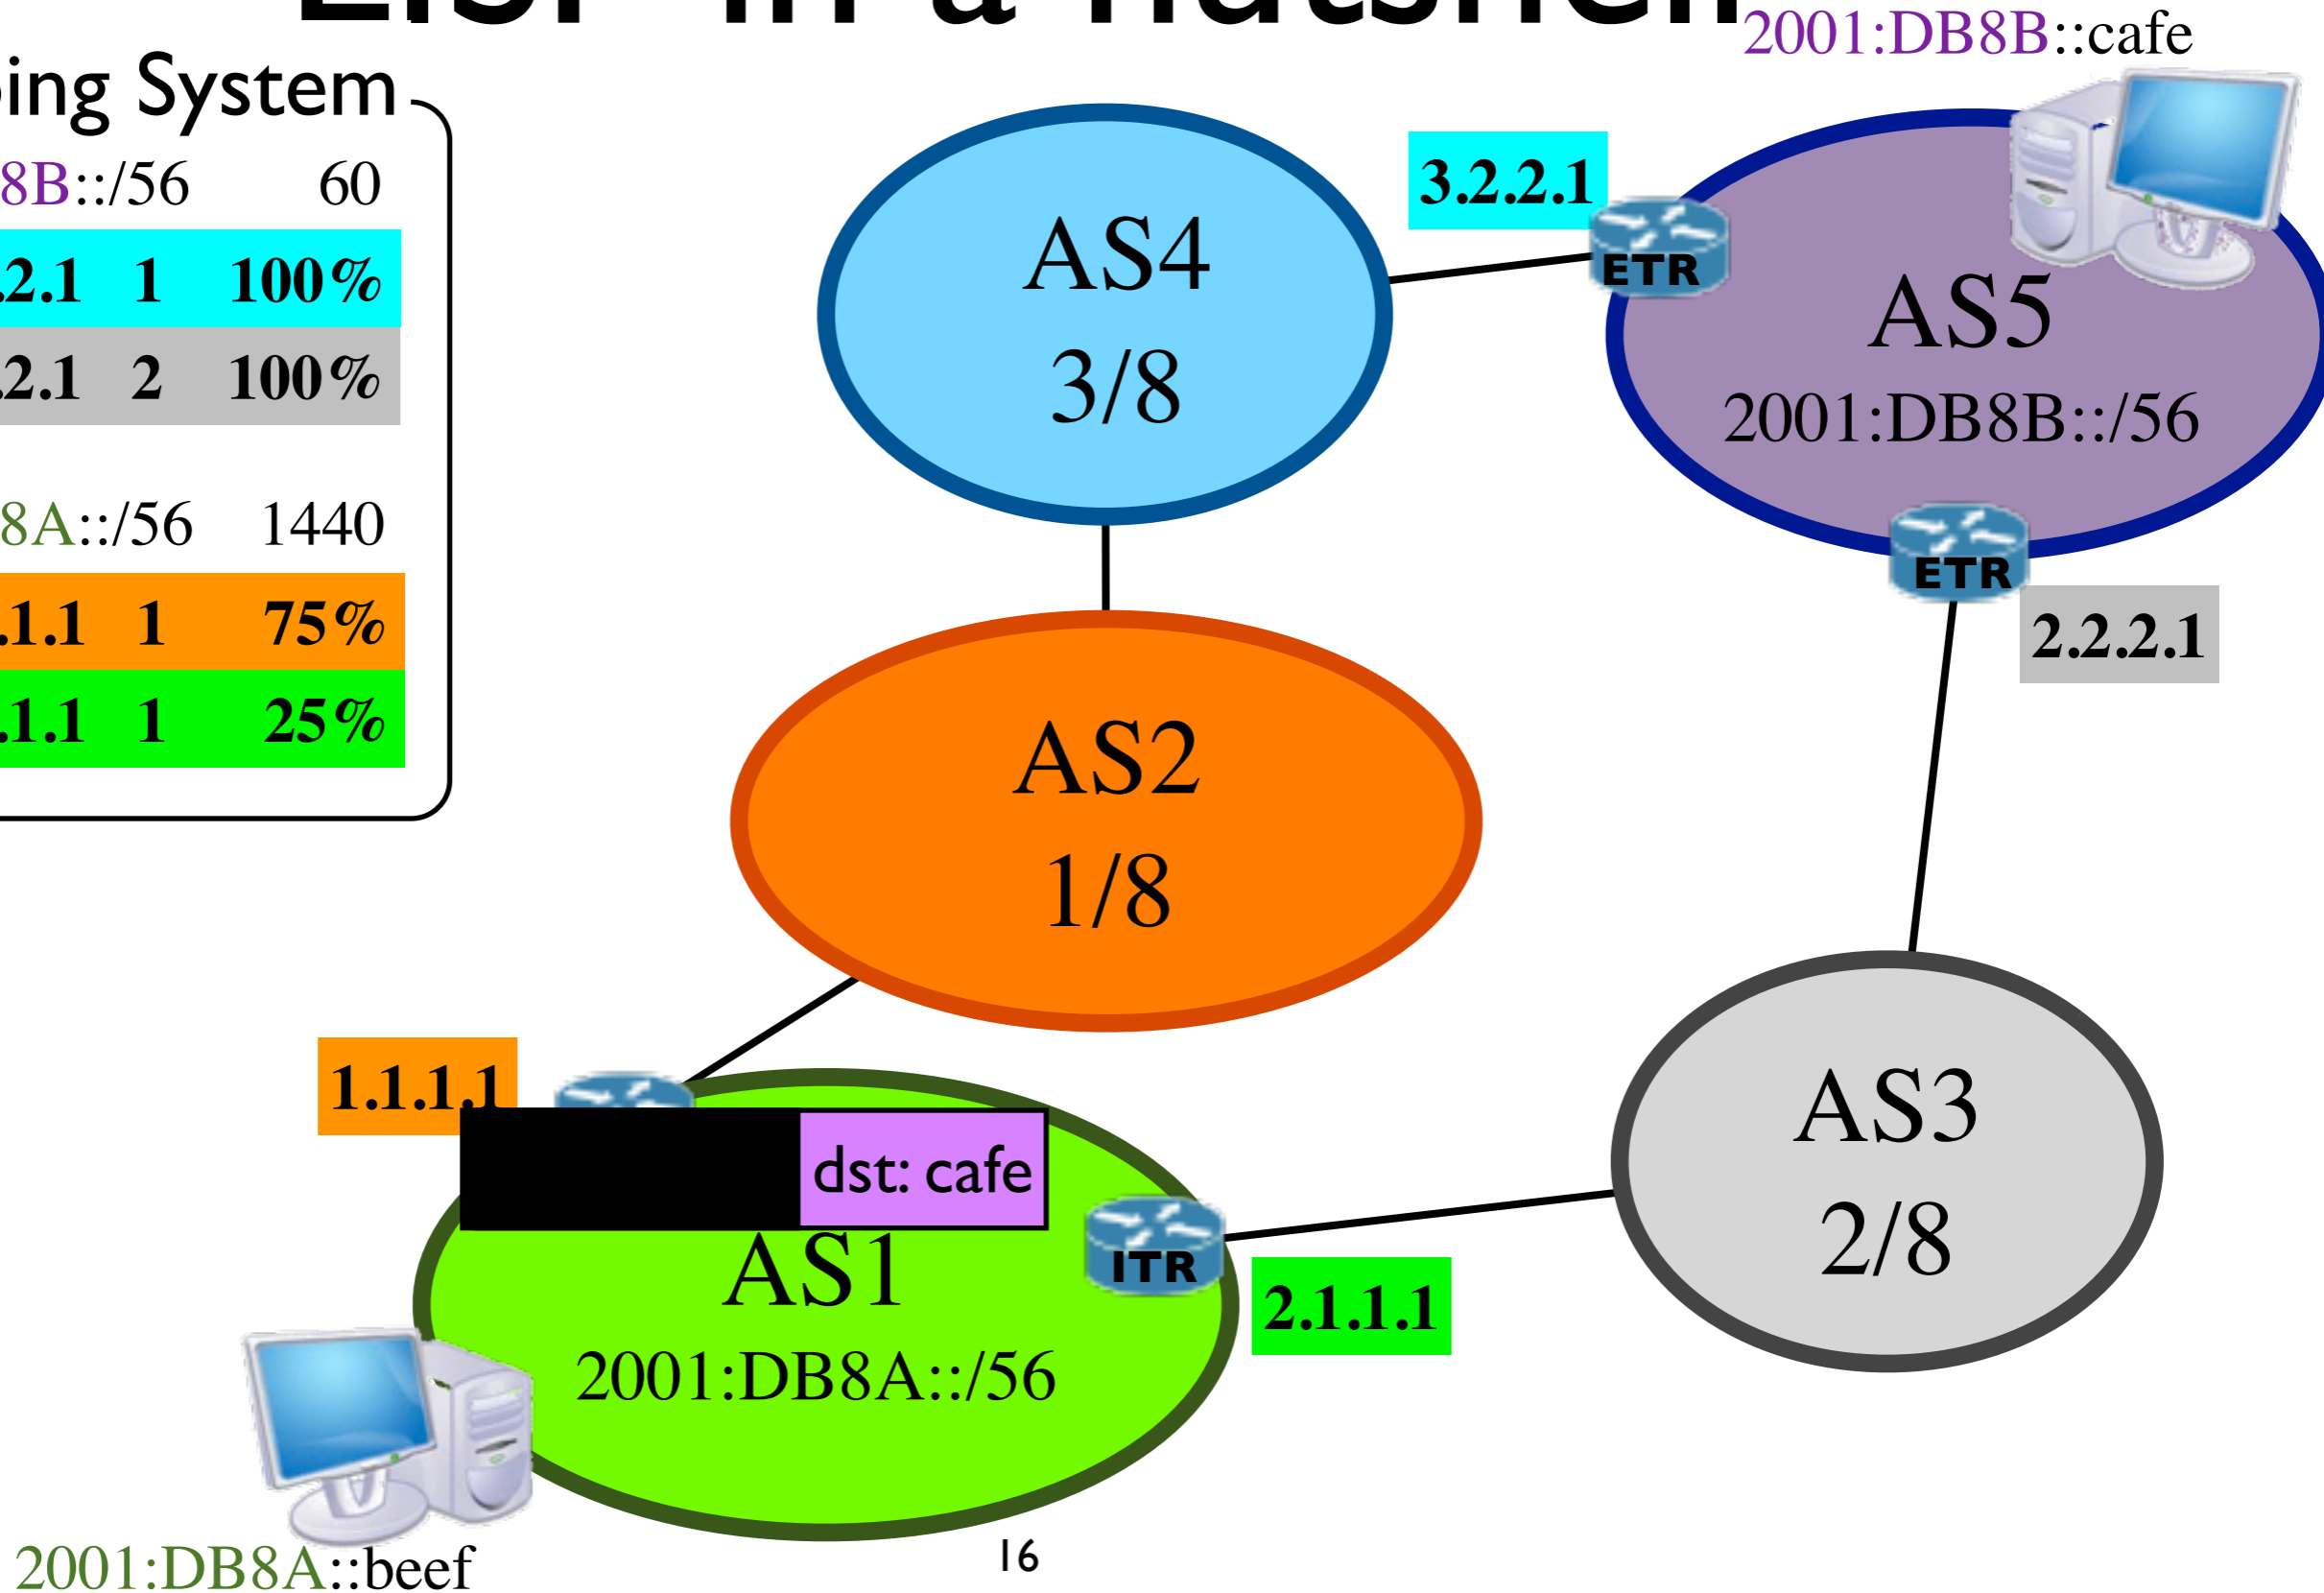 in a nutshell
2001:DB8B::cafe
ing System
8B::/56 60
.2.1 1 100%
.2.1 2 100%
8A::/56 1440
.1.1 1 75%
.1.1 1 25%
AS4
3/8
3.2.2.1
ETR
AS5
2001:DB8B::/56
ETR
2.2.2.1
AS2
1/8
1.1.1.1
dst: cafe
AS1
2001:DB8A::/56
ITR
2.1.1.1
AS3
2/8
2001:DB8A::beef
16